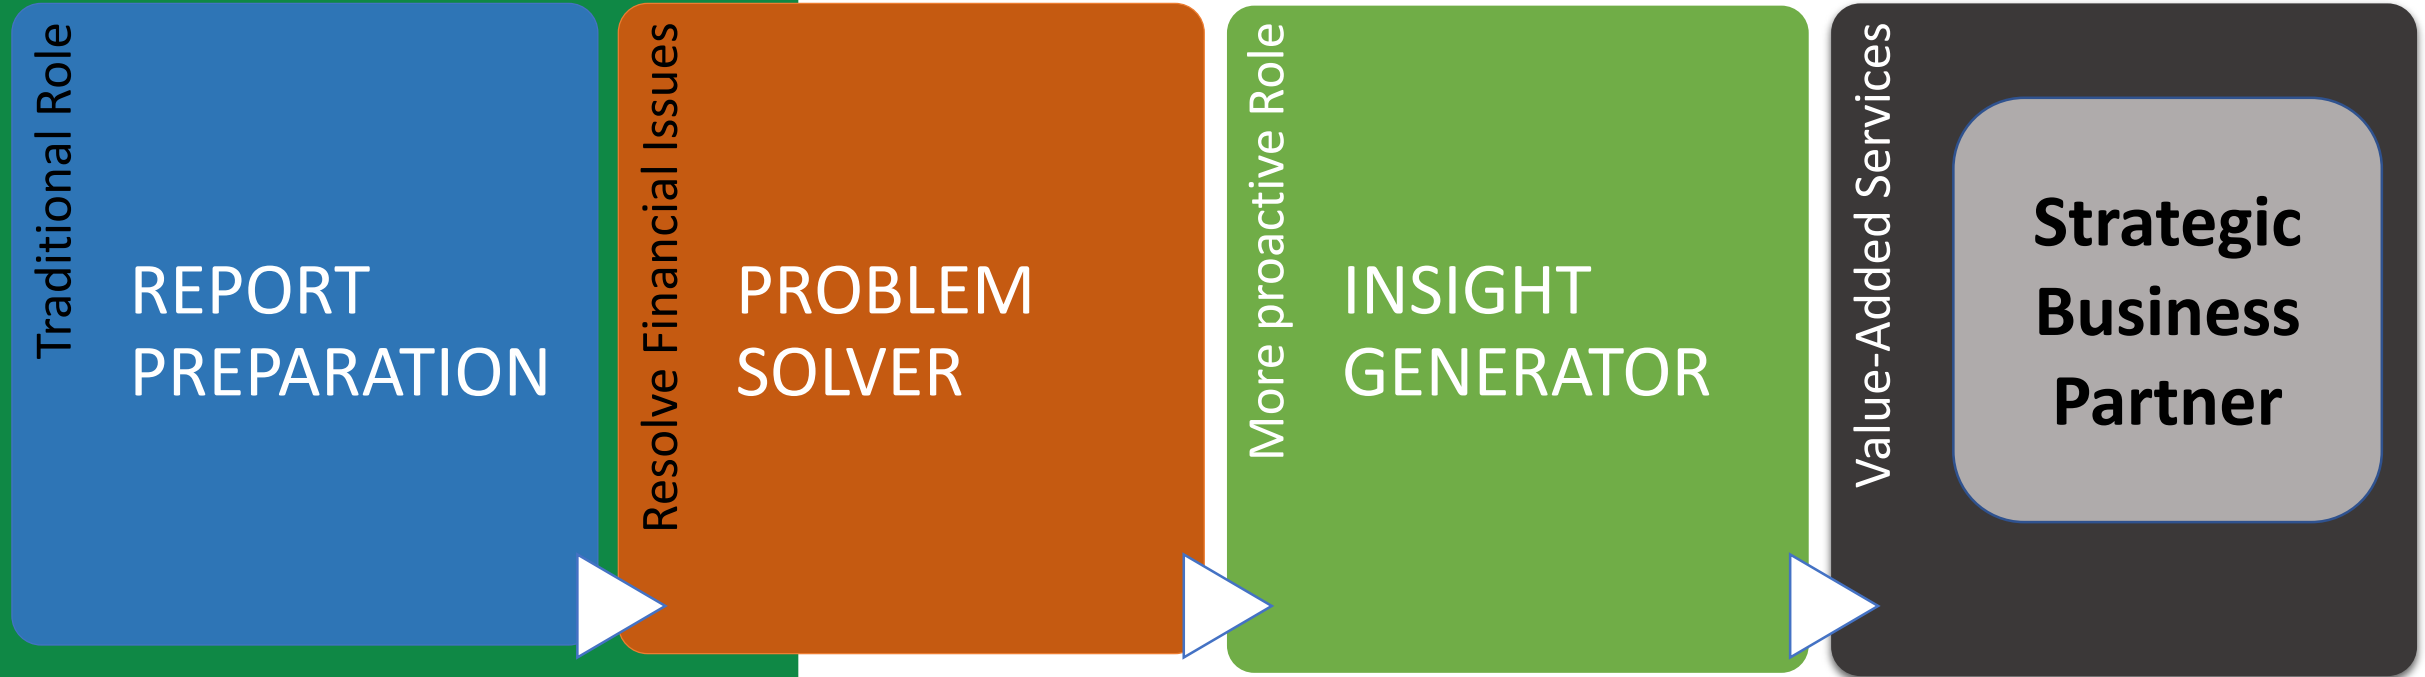 Traditional Role
REPORT
PREPARATION
Resolve Financial Issues
PROBLEM
SOLVER
More proactive Role
INSIGHT
GENERATOR
Value-Added Services
Strategic
Business
Partner